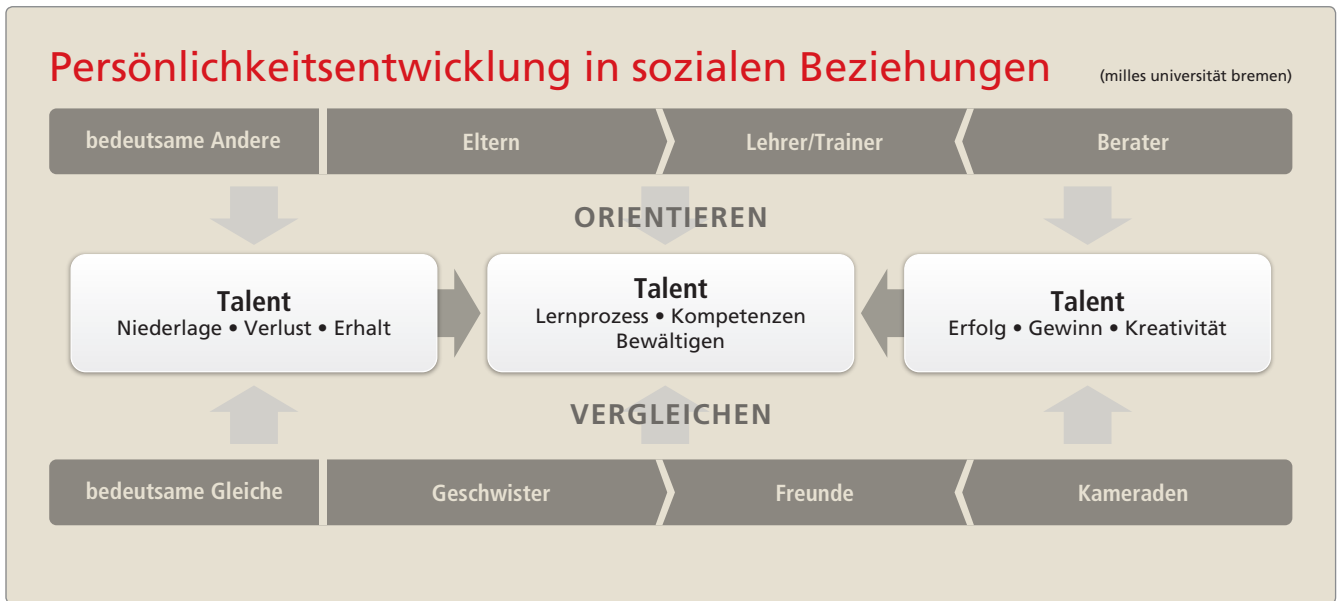 Persönlichkeitsentwicklung in sozialen Beziehungen (milles universität bremen)
bedeutsame Andere Eltern Lehrer/Trainer Berater
ORIENTIEREN
Talent
Niederlage • Verlust • Erhalt
Talent
Lernprozess • Kompetenzen
Bewältigen
Talent
Erfolg • Gewinn • Kreativität
VERGLEICHEN
bedeutsame Gleiche Geschwister Freunde Kameraden